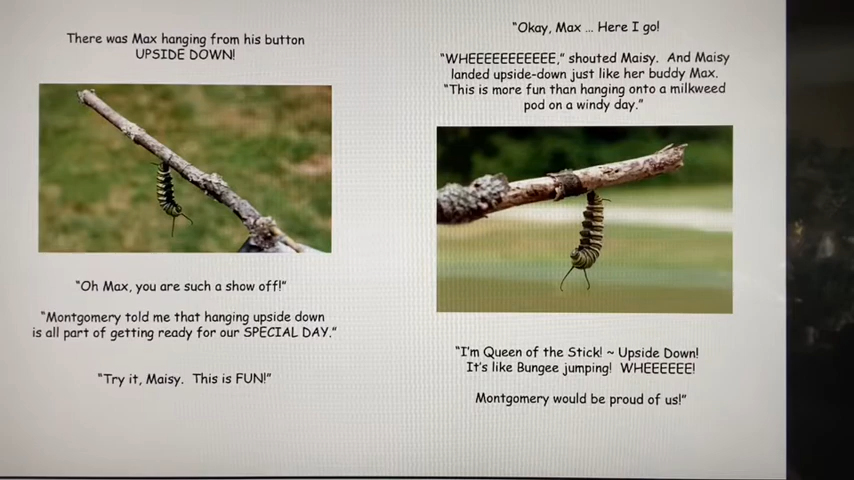 There was Max hanging from his button
UPSIDE DOWN!
"Oh Max, you are such a show off!"
"Montgomery told me that hanging upside down
is all part of getting ready for our SPECIAL DAY."
"Try it, Maisy.  This is FUN!"
"Okay, Max ... Here I go!
"WHEEEEEEEEEEE," shouted Maisy.  And Maisy
landed upside-down just like her buddy Max.
"This is more fun than hanging onto a milkweed
pod on a windy day."
"I'm Queen of the Stick! ~ Upside Down!
It's like Bungee jumping!  WHEEEEEE!
Montgomery would be proud of us!"